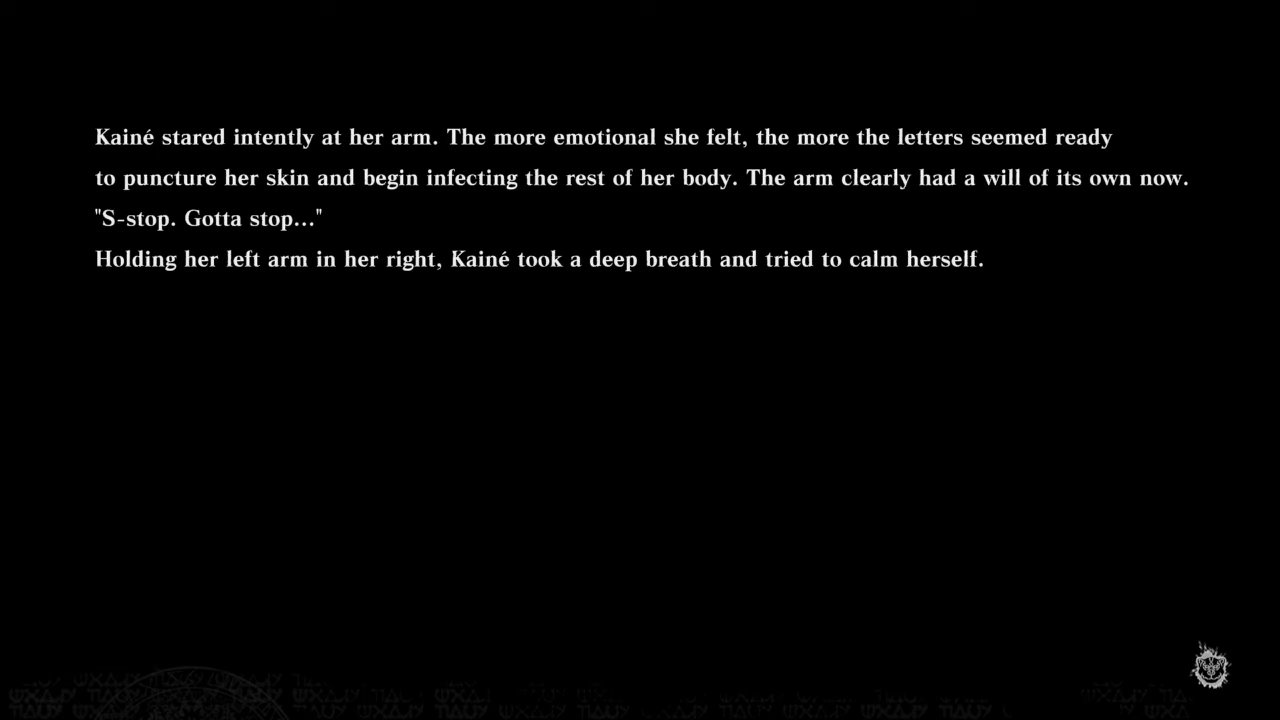 Kainé stared intently at her arm. The more emotional she felt, the more the letters seemed ready
to puncture her skin and begin infecting the rest of her body. The arm clearly had a will of its own now.
"S-stop. Gotta stop..."
Holding her left arm in her right, Kainé took a deep breath and tried to calm herself.